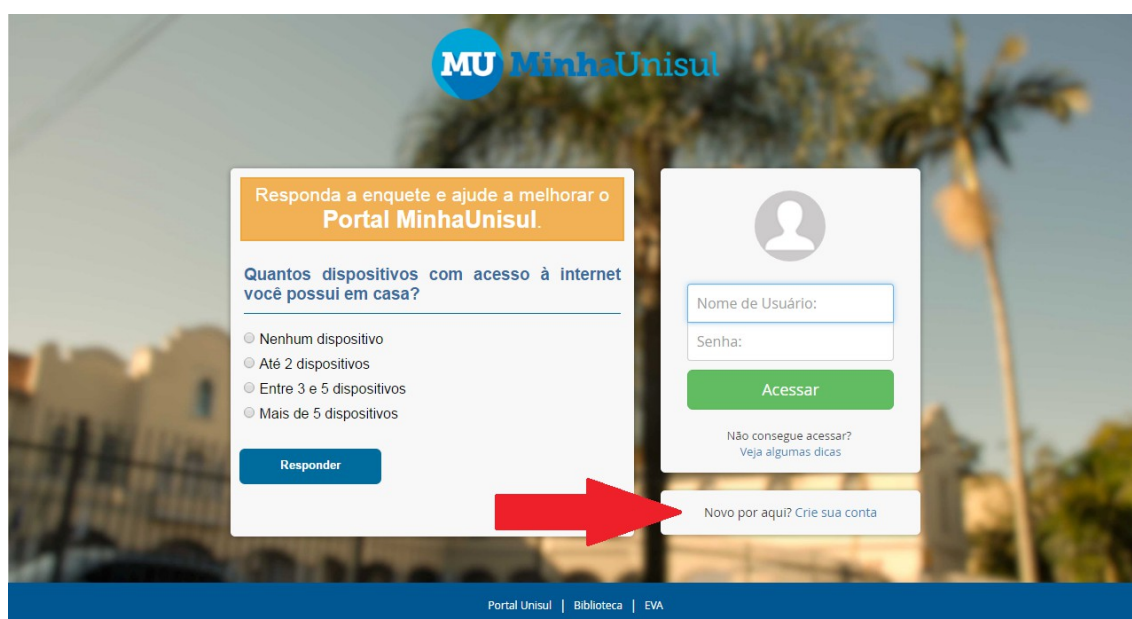 MU MinhaUnisul
Responda a enquete e ajude a melhorar o
Portal MinhaUnisul.
Quantos dispositivos com acesso à internet
você possui em casa?
Nenhum dispositivo
Até 2 dispositivos
Entre 3 e 5 dispositivos
Mais de 5 dispositivos
Responder
Nome de Usuário:
Senha:
Acessar
Não consegue acessar?
Veja algumas dicas
Novo por aqui? Crie sua conta
Portal Unisul | Biblioteca | EVA